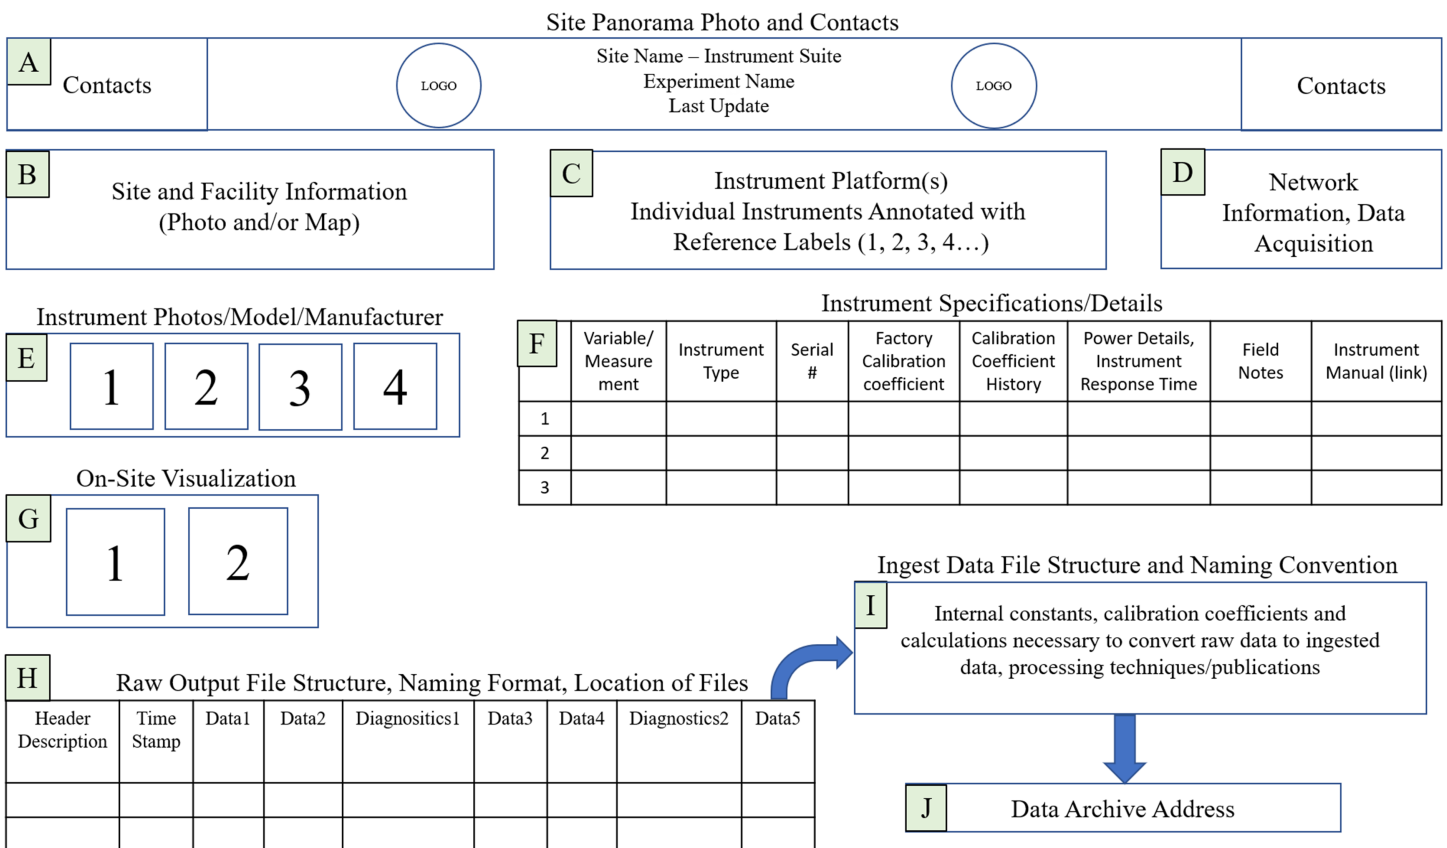 Site Panorama Photo and Contacts
A
Contacts
LOGO
Site Name – Instrument Suite
Experiment Name
Last Update
LOGO
Contacts
B
Site and Facility Information
(Photo and/or Map)
C
Instrument Platform(s)
Individual Instruments Annotated with
Reference Labels (1, 2, 3, 4…)
D
Network
Information, Data
Acquisition
Instrument Photos/Model/Manufacturer
E
1 2 3 4
Instrument Specifications/Details
F
Variable/
Measure
ment
Instrument
Type
Serial
#
Factory
Calibration
coefficient
Calibration
Coefficient
History
Power Details,
Instrument
Response Time
Field
Notes
Instrument
Manual (link)
1
2
3
On-Site Visualization
G
1 2
H
Raw Output File Structure, Naming Format, Location of Files
Header
Description
Time
Stamp
Data1
Data2
Diagnositics1
Data3
Data4
Diagnostics2
Data5
Ingest Data File Structure and Naming Convention
I
Internal constants, calibration coefficients and
calculations necessary to convert raw data to ingested
data, processing techniques/publications
J
Data Archive Address